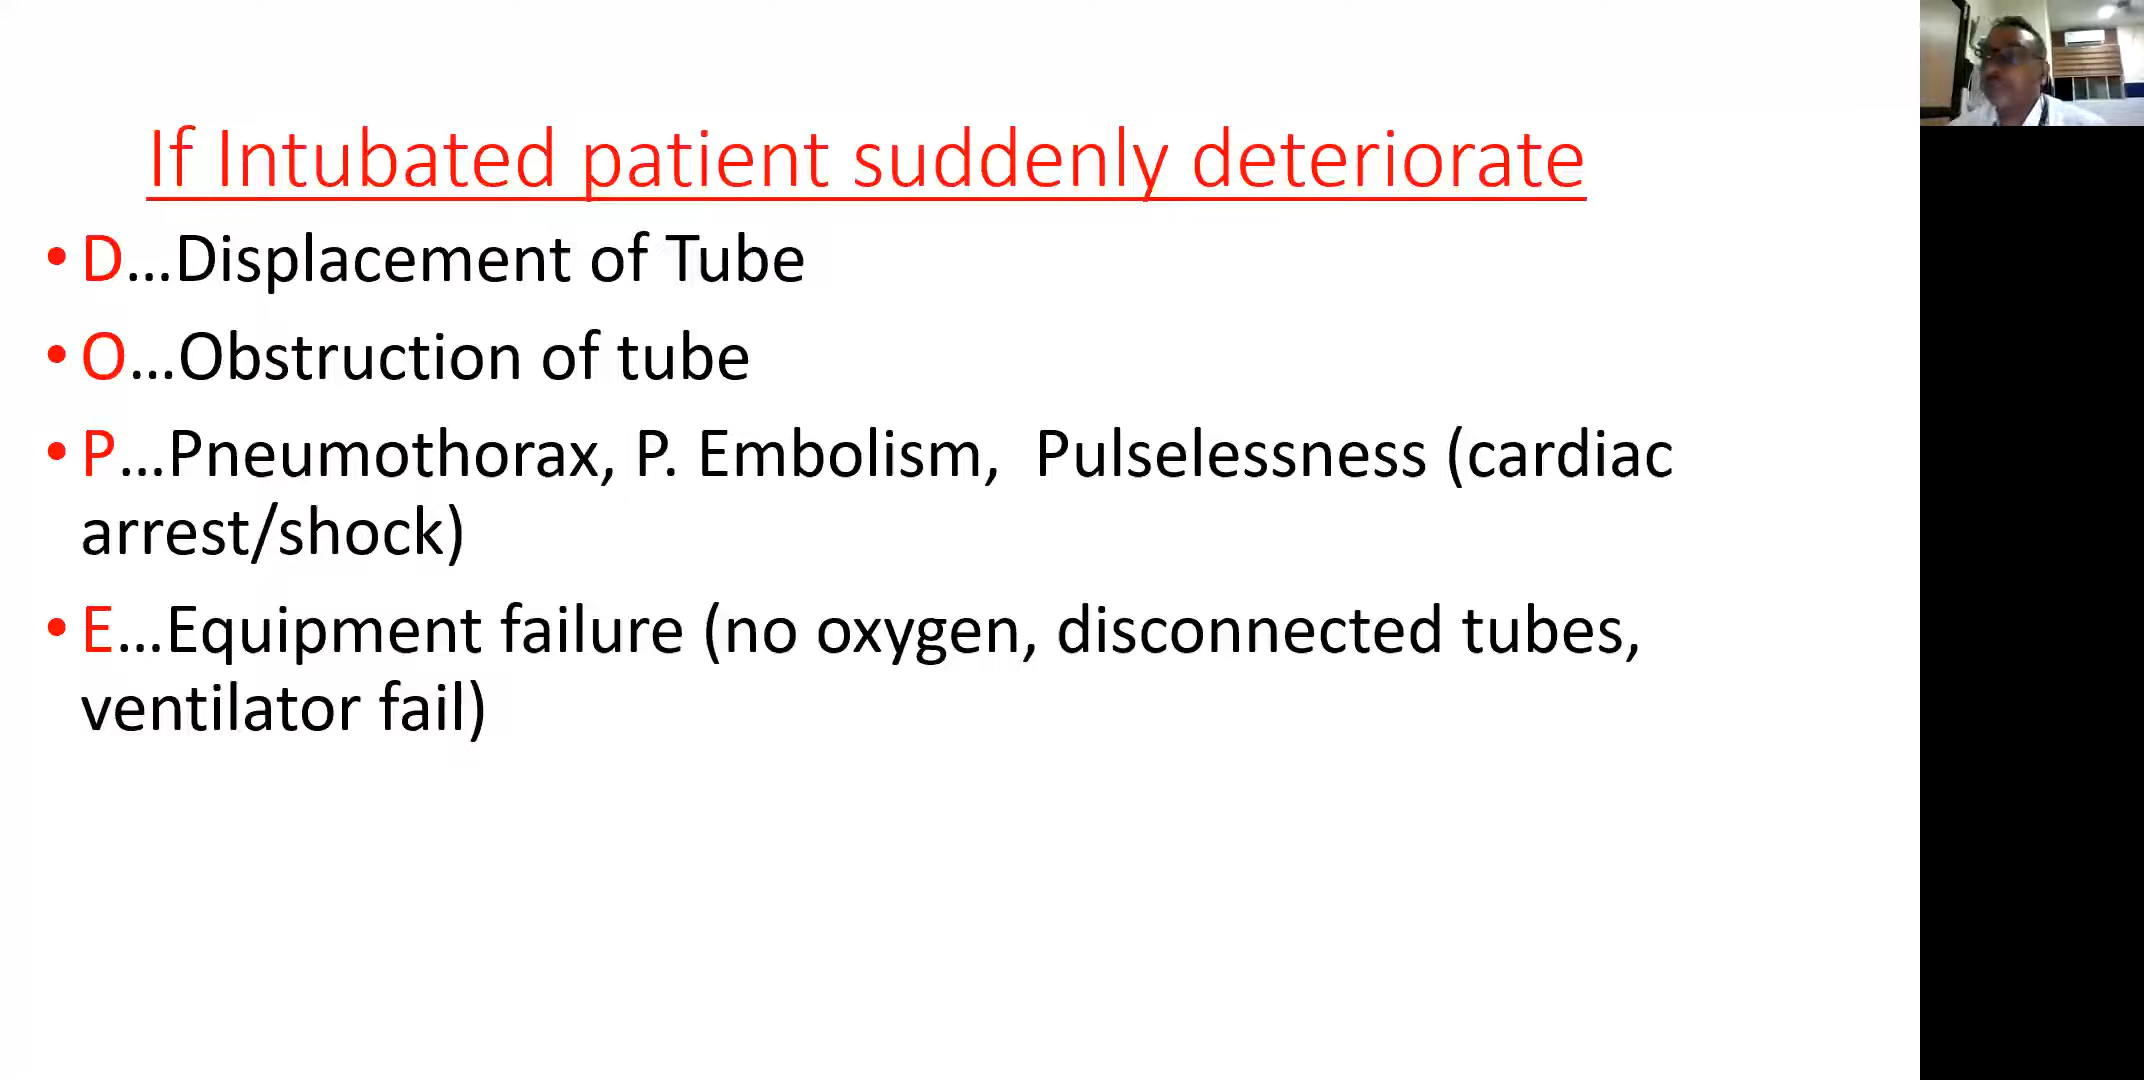 If Intubated patient suddenly deteriorate
• D...Displacement of Tube
• O...Obstruction of tube
• P...Pneumothorax, P. Embolism,  Pulselessness (cardiac
arrest/shock)
• E...Equipment failure (no oxygen, disconnected tubes,
ventilator fail)